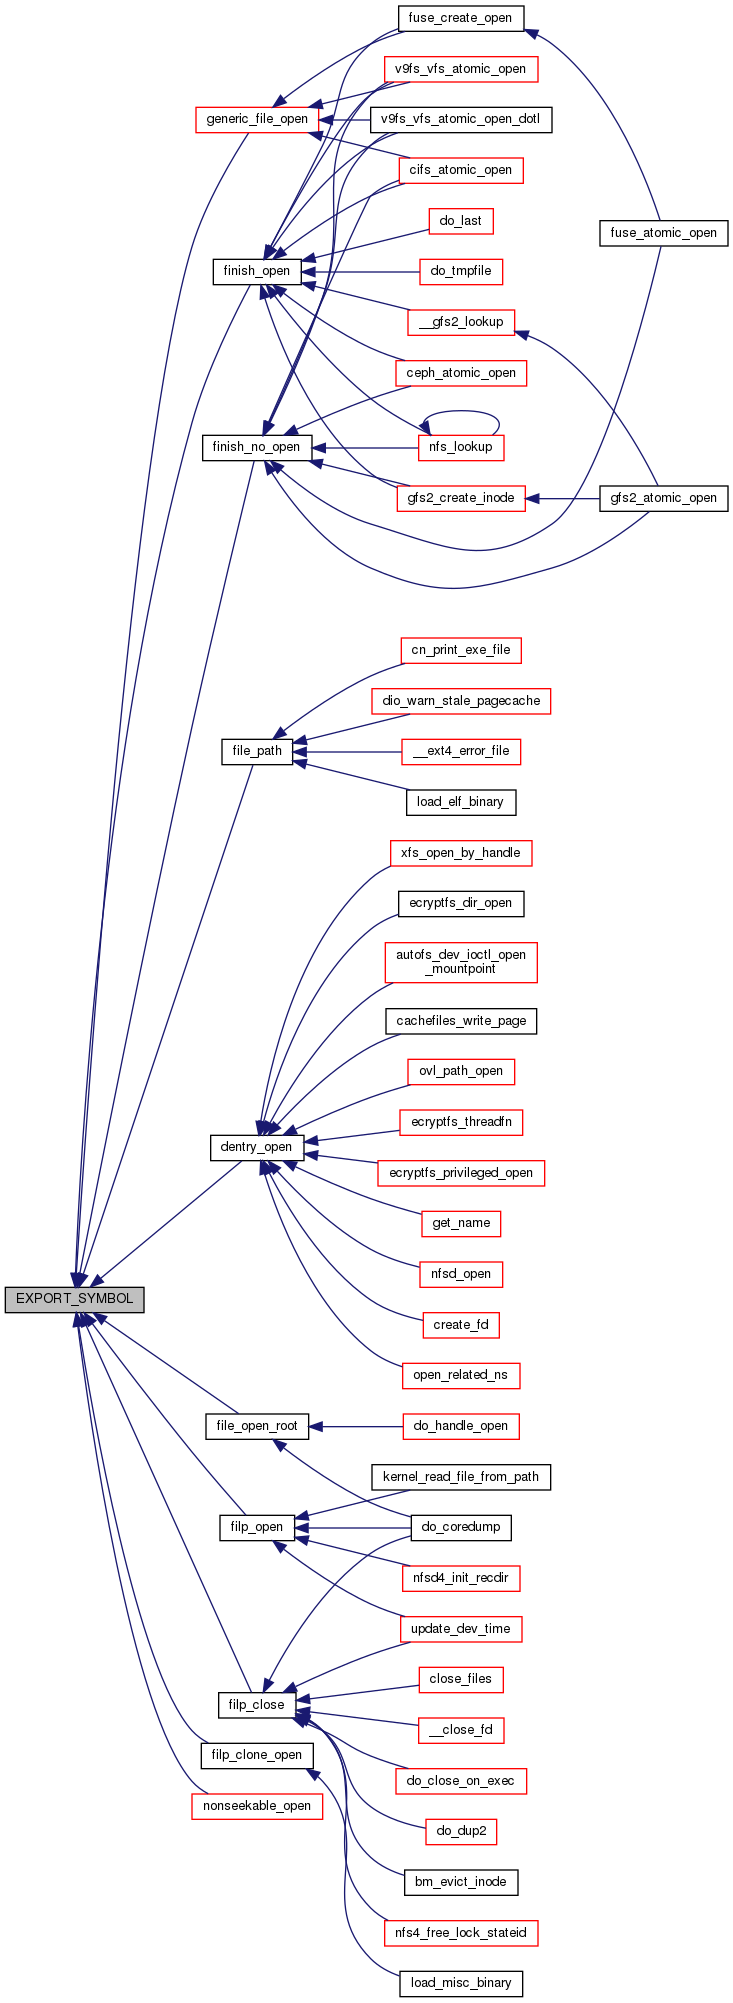 fuse_create_open
v9fs_vfs_atomic_open
generic_file_open
v9fs_vfs_atomic_open_dotl
cifs_atomic_open
do_last
fuse_atomic_open
finish_open
do_tmpfile
__gfs2_lookup
ceph_atomic_open
finish_no_open
nfs_lookup
gfs2_create_inode
gfs2_atomic_open
cn_print_exe_file
dio_warn_stale_pagecache
file_path
__ext4_error_file
load_elf_binary
xfs_open_by_handle
ecryptfs_dir_open
autofs_dev_ioctl_open
_mountpoint
cachefiles_write_page
ovl_path_open
ecryptfs_threadfn
dentry_open
ecryptfs_privileged_open
get_name
nfsd_open
EXPORT_SYMBOL
create_fd
open_related_ns
file_open_root
do_handle_open
kernel_read_file_from_path
filp_open
do_coredump
nfsd4_init_recdir
update_dev_time
close_files
filp_close
__close_fd
filp_clone_open
do_close_on_exec
nonseekable_open
do_dup2
bm_evict_inode
nfs4_free_lock_stateid
load_misc_binary